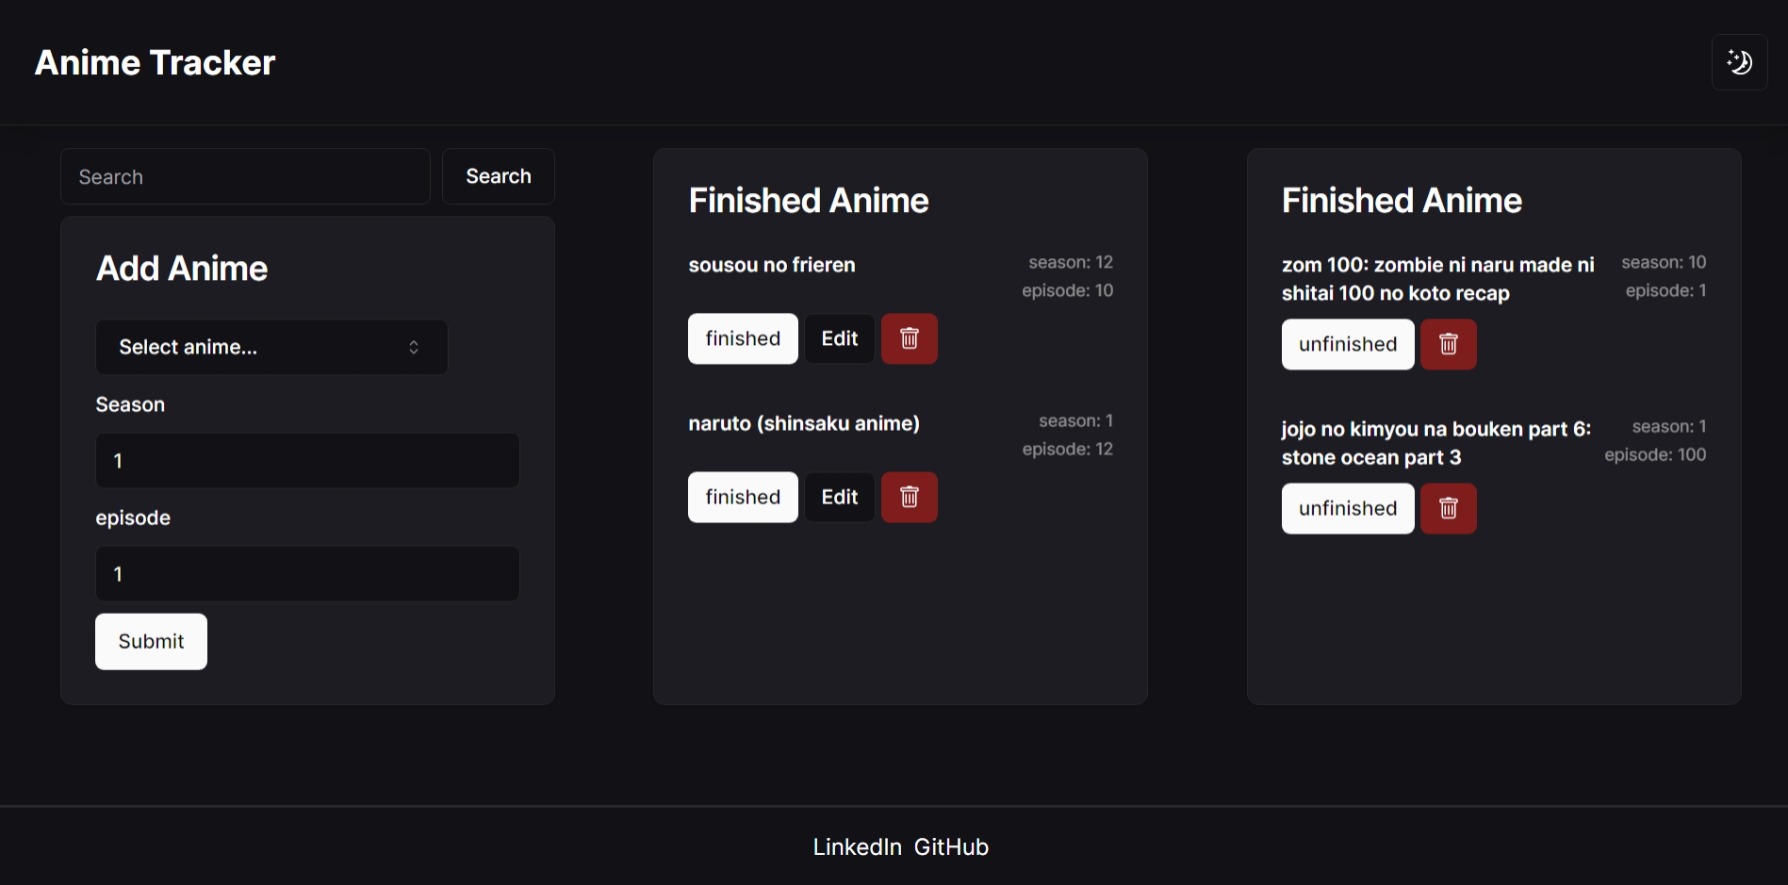 Anime Tracker
Search
Search
Add Anime
Select anime...
Season
1
episode
1
Submit
Finished Anime
sousou no frieren
season: 12
episode: 10
finished
Edit
naruto (shinsaku anime)
season: 1
episode: 12
finished
Edit
Finished Anime
zom 100: zombie ni naru made ni
shitai 100 no koto recap
season: 10
episode: 1
unfinished
jojo no kimyou na bouken part 6:
stone ocean part 3
season: 1
episode: 100
unfinished
LinkedIn GitHub